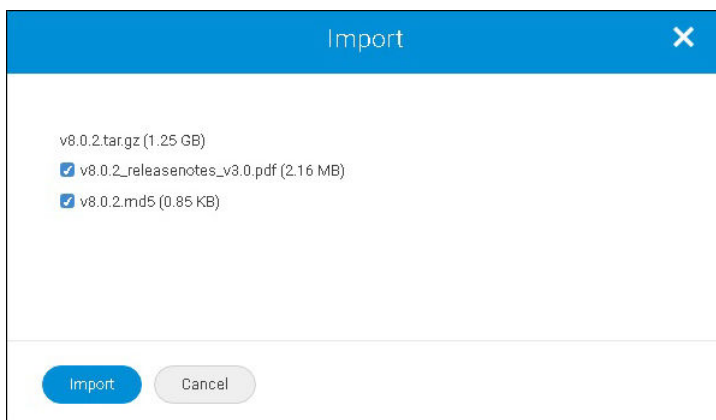 Import
v8.0.2.tar.gz (1.25 GB)
v8.0.2_releasenotes_v3.0.pdf (2.16 MB)
v8.0.2.md5 (0.85 KB)
Import
Cancel